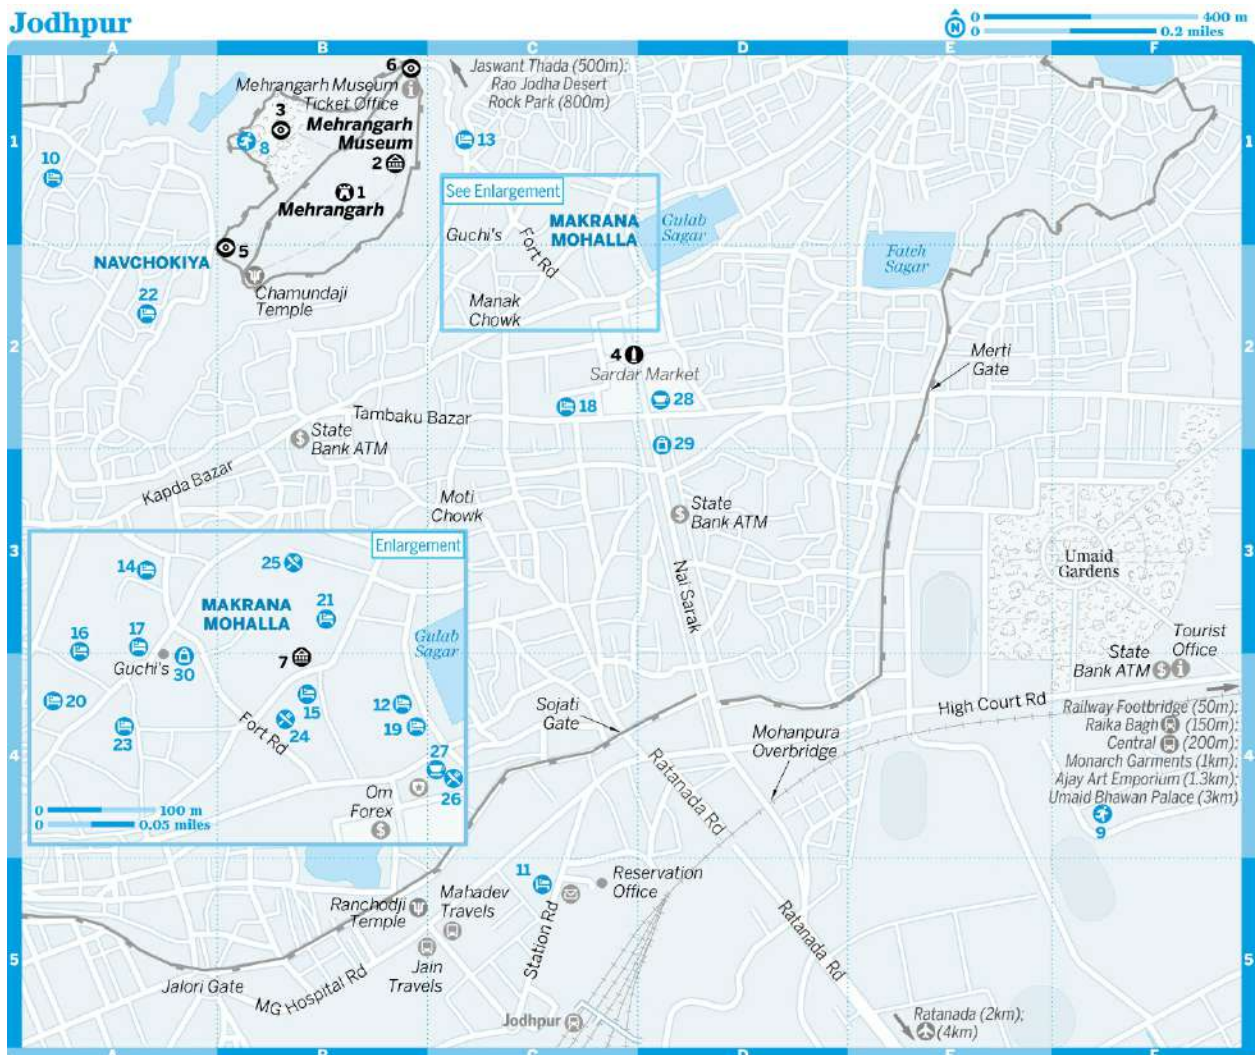 Jodhpur
N
0 400 m
0 0.2 miles
A B C D E F
6
Mehrangarh Museum
Ticket Office
Jaswant Thada (500m);
Rao Jodha Desert
Rock Park (800m)
3
8
Mehrangarh
Museum
2
13
1 1
10
1
Mehrangarh
See Enlargement
MAKRANA
MOHALLA
Gulab
Sagar
Guchi's
Fort Rd
Fateh
Sagar
5
NAVCHOKIYA
Chamundaji
Temple
22
Manak
Chowk
2 2
4
Sardar Market
Merti
Gate
18
28
Tambaku Bazar
State
Bank ATM
29
Kapda Bazar
Moti
Chowk
State
Bank ATM
Enlargement
3 3
14
25
MAKRANA
MOHALLA
21
16
17
Guchi's
30
7
Gulab
Sagar
20
23
15
24
Fort Rd
12
19
27
26
Om
Forex
0 100 m
0 0.05 miles
Nai Sarak
Umaid
Gardens
State
Bank ATM
Tourist
Office
Sojati
Gate
Mohanpura
Overbridge
High Court Rd
Railway Footbridge (50m);
Raika Bagh (150m);
Central (200m);
Monarch Garments (1km);
Ajay Art Emporium (1.3km);
Umaid Bhawan Palace (3km)
4 4
9
Ratanada Rd
11
Reservation
Office
Ranchodji
Temple
Mahadev
Travels
Station Rd
Ratanada Rd
5 5
Jain
Travels
Jalori Gate
MG Hospital Rd
Jodhpur
Ratanada (2km);
(4km)
A B C D E F